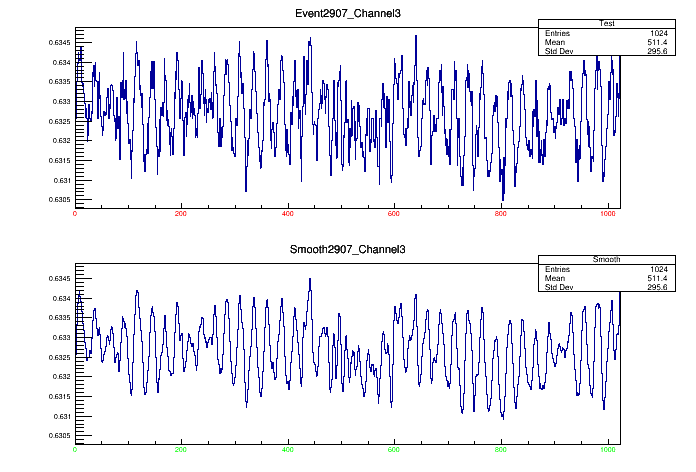 Event2907_Channel3
Test
Entries 1024
Mean 511.4
Std Dev 295.6
0.6345
0.634
0.6335
0.633
0.6325
0.632
0.6315
0.631
0.6305
0 200 400 600 800 1000
Smooth2907_Channel3
Smooth
Entries 1024
Mean 511.4
Std Dev 295.6
0.6345
0.634
0.6335
0.633
0.6325
0.632
0.6315
0.631
0.6305
0 200 400 600 800 1000